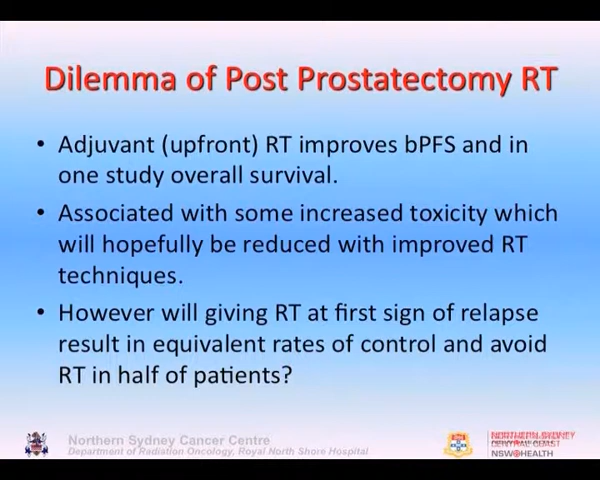 Dilemma of Post Prostatectomy RT
• Adjuvant (upfront) RT improves bPFS and in
one study overall survival.
• Associated with some increased toxicity which
will hopefully be reduced with improved RT
techniques.
• However will giving RT at first sign of relapse
result in equivalent rates of control and avoid
RT in half of patients?
Northern Sydney Cancer Centre
Department of Radiation Oncology, Royal North Shore Hospital
NORTHERN SYDNEY
CENTRAL COAST
NSW HEALTH